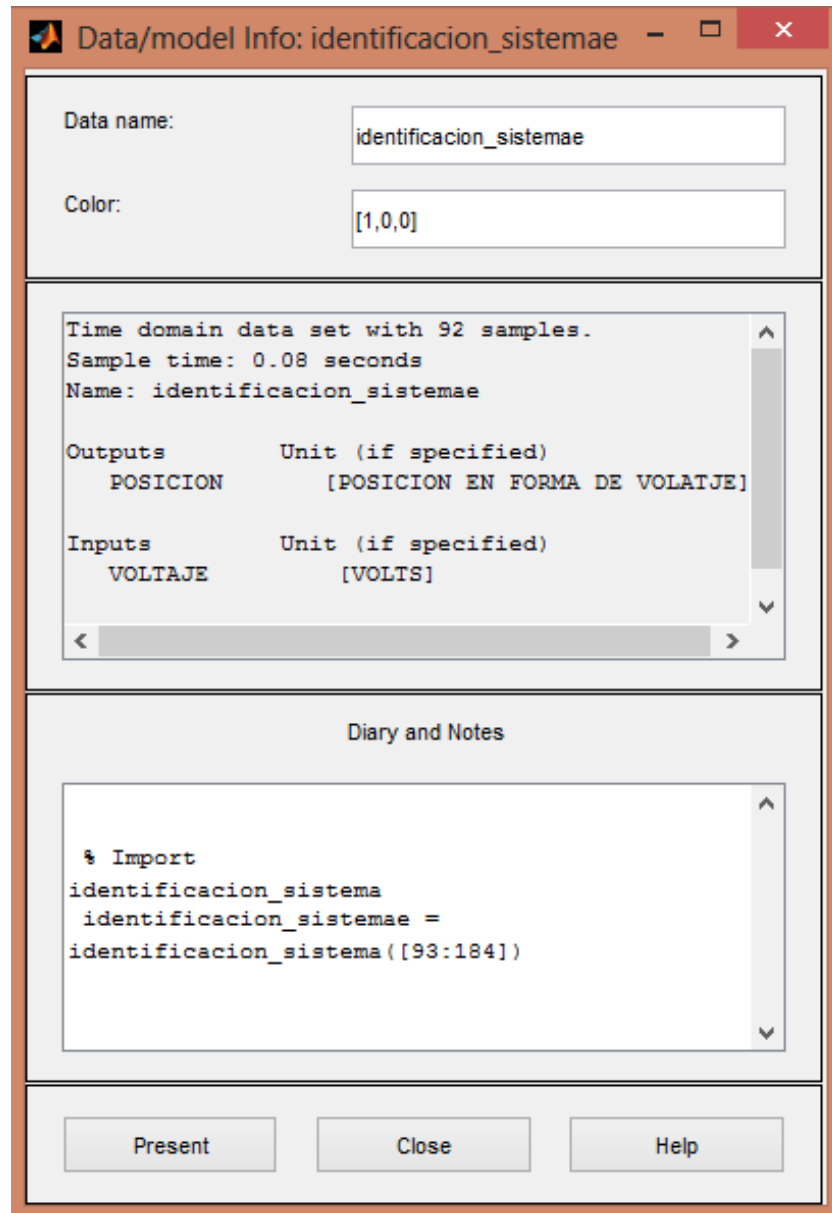 Data/model Info: identificacion_sistemae
Data name:
identificacion_sistemae
Color:
[1,0,0]
Time domain data set with 92 samples.
Sample time: 0.08 seconds
Name: identificacion_sistemae
Outputs Unit (if specified)
POSICION [POSICION EN FORMA DE VOLATJE]
Inputs Unit (if specified)
VOLTAJE [VOLTS]
Diary and Notes
% Import
identificacion_sistema
identificacion_sistemae =
identificacion_sistema([93:184])
Present Close Help